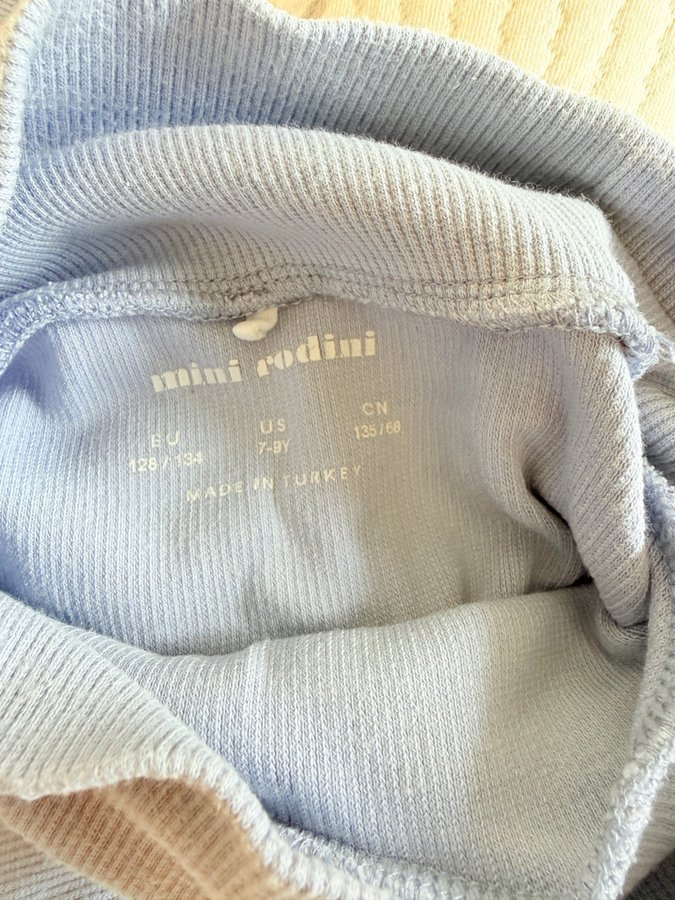 mini rodini
EU US CN
128 / 134 7-9Y 135/68
MADE IN TURKEY